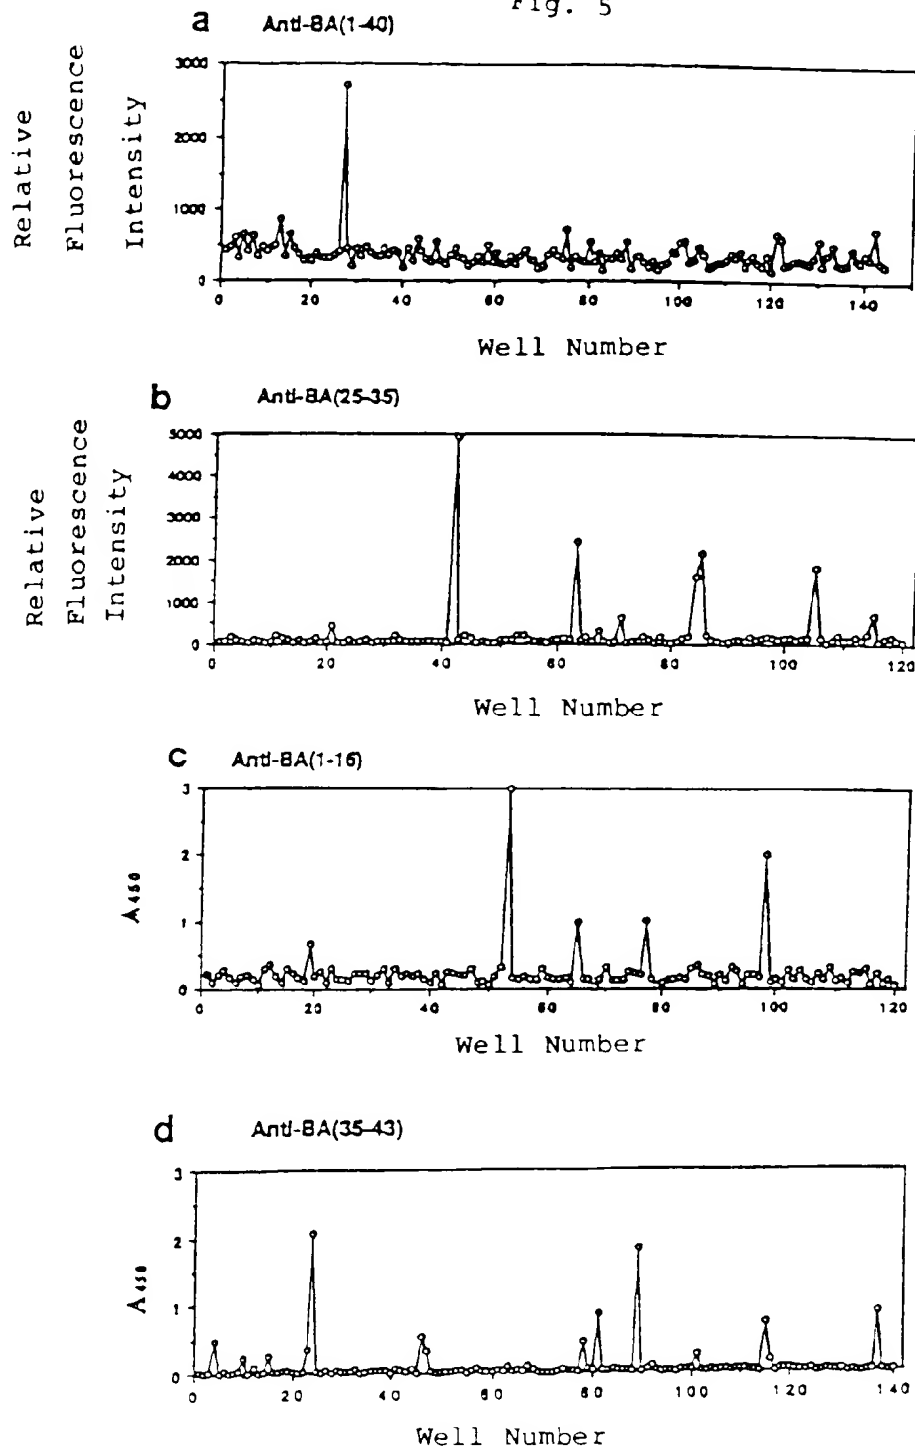 Fig. 5
a Anti-BA(1-40)
Relative
Fluorescence
Intensity
3000
2000
1000
0
0 20 40 60 80 100 120 140
Well Number
b Anti-BA(25-35)
Relative
Fluorescence
Intensity
5000
4000
3000
2000
1000
0
0 20 40 60 80 100 120
Well Number
c Anti-BA(1-16)
A450
3
2
1
0
0 20 40 60 80 100 120
Well Number
d Anti-BA(35-43)
A450
3
2
1
0
0 20 40 60 80 100 120 140
Well Number